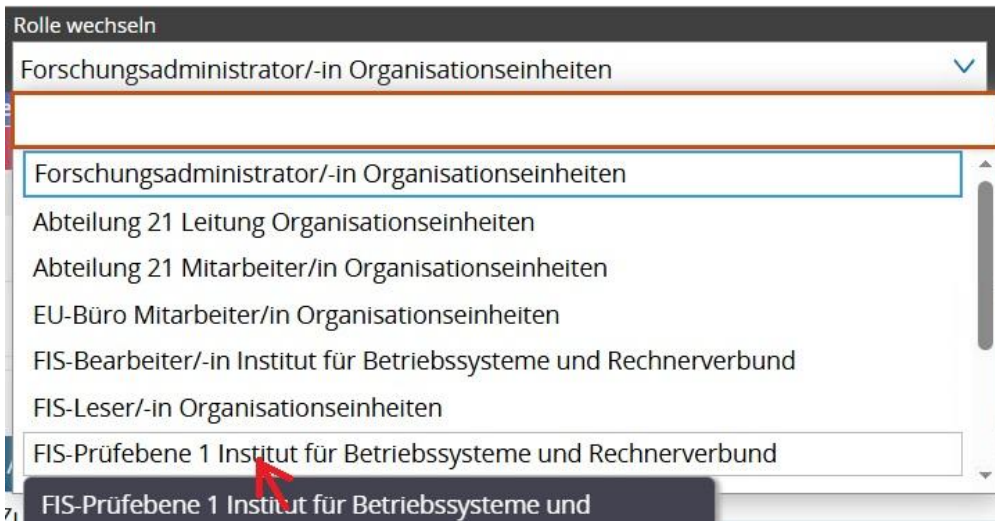 Rolle wechseln
Forschungsadministrator/-in Organisationseinheiten
Forschungsadministrator/-in Organisationseinheiten
Abteilung 21 Leitung Organisationseinheiten
Abteilung 21 Mitarbeiter/in Organisationseinheiten
EU-Büro Mitarbeiter/in Organisationseinheiten
FIS-Bearbeiter/-in Institut für Betriebssysteme und Rechnerverbund
FIS-Leser/-in Organisationseinheiten
FIS-Prüfebene 1 Institut für Betriebssysteme und Rechnerverbund
FIS-Prüfebene 1 Institut für Betriebssysteme und